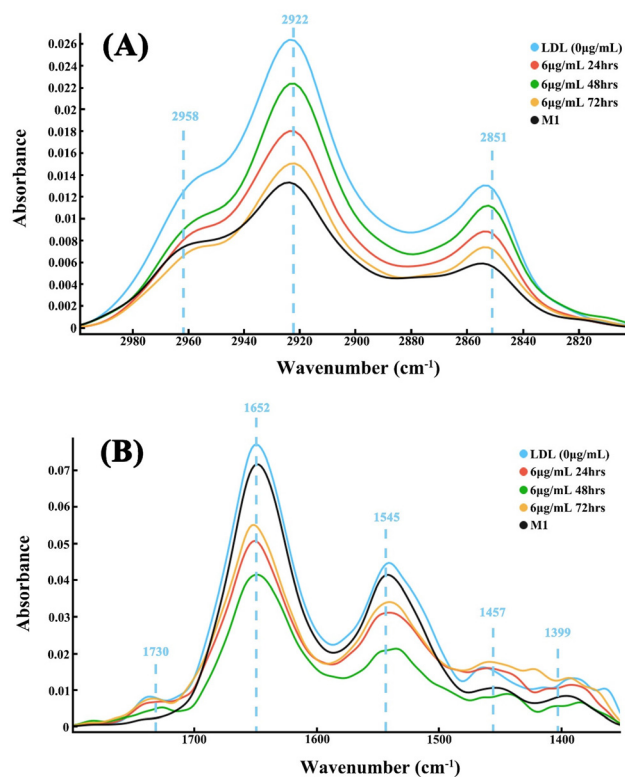 (A)
2922
2958
2851
LDL (0μg/mL)
6μg/mL 24hrs
6μg/mL 48hrs
6μg/mL 72hrs
M1
Absorbance
0.026
0.024
0.022
0.02
0.018
0.016
0.014
0.012
0.01
0.008
0.006
0.004
0.002
0
2980 2960 2940 2920 2900 2880 2860 2840 2820
Wavenumber (cm-1)
(B)
1652
1545
1730
1457
1399
LDL (0μg/mL)
6μg/mL 24hrs
6μg/mL 48hrs
6μg/mL 72hrs
M1
Absorbance
0.07
0.06
0.05
0.04
0.03
0.02
0.01
0
1700 1600 1500 1400
Wavenumber (cm-1)